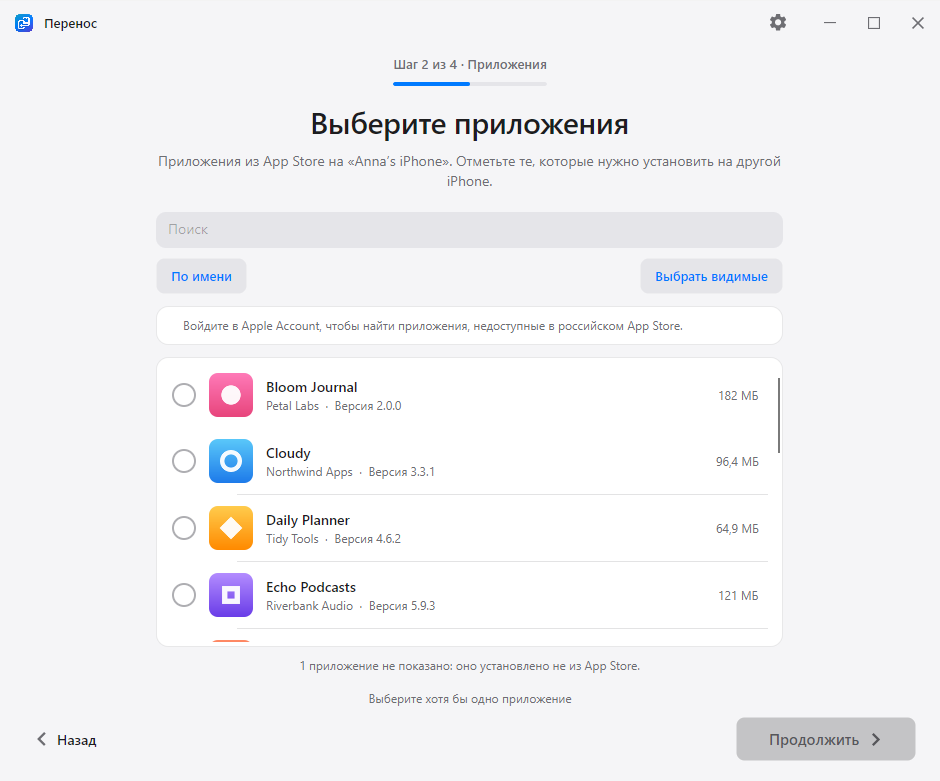 Перенос
Шаг 2 из 4 · Приложения
Выберите приложения
Приложения из App Store на «Anna’s iPhone». Отметьте те, которые нужно установить на другой
iPhone.
Поиск
По имени
Выбрать видимые
Войдите в Apple Account, чтобы найти приложения, недоступные в российском App Store.
Bloom Journal
Petal Labs · Версия 2.0.0
182 МБ
Cloudy
Northwind Apps · Версия 3.3.1
96,4 МБ
Daily Planner
Tidy Tools · Версия 4.6.2
64,9 МБ
Echo Podcasts
Riverbank Audio · Версия 5.9.3
121 МБ
1 приложение не показано: оно установлено не из App Store.
Выберите хотя бы одно приложение
Назад
Продолжить